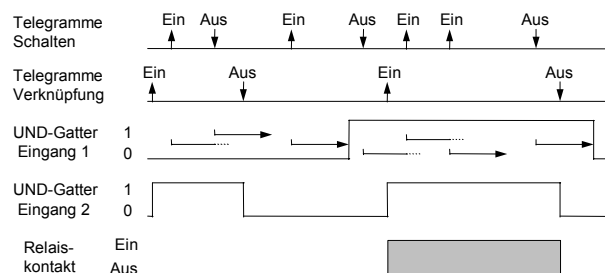 Telegramme Schalten Ein Aus Ein Aus Ein Ein Aus
Telegramme Verknüpfung Ein Aus Ein Aus
UND-Gatter 1
Eingang 1 0
UND-Gatter 1
Eingang 2 0
Relais- Ein
kontakt Aus